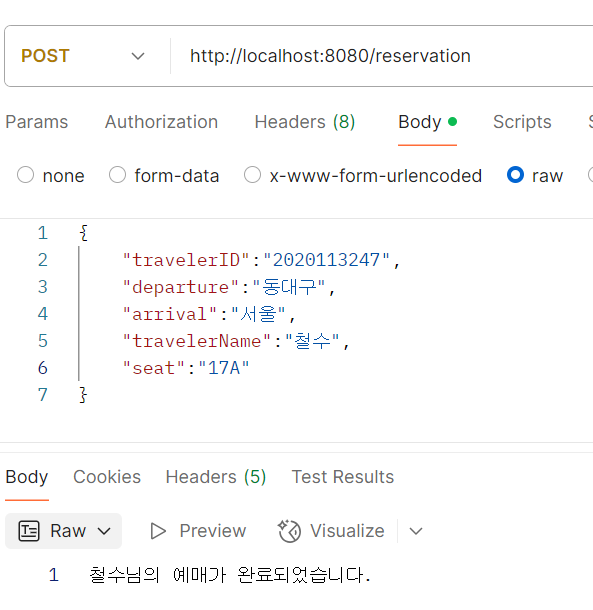 POST http://localhost:8080/reservation
Params Authorization Headers (8) Body Scripts
none form-data x-www-form-urlencoded raw
1 {
2 "travelerID":"2020113247",
3 "departure":"동대구",
4 "arrival":"서울",
5 "travelerName":"철수",
6 "seat":"17A"
7 }
Body Cookies Headers (5) Test Results
Raw Preview Visualize
1 철수님의 예매가 완료되었습니다.